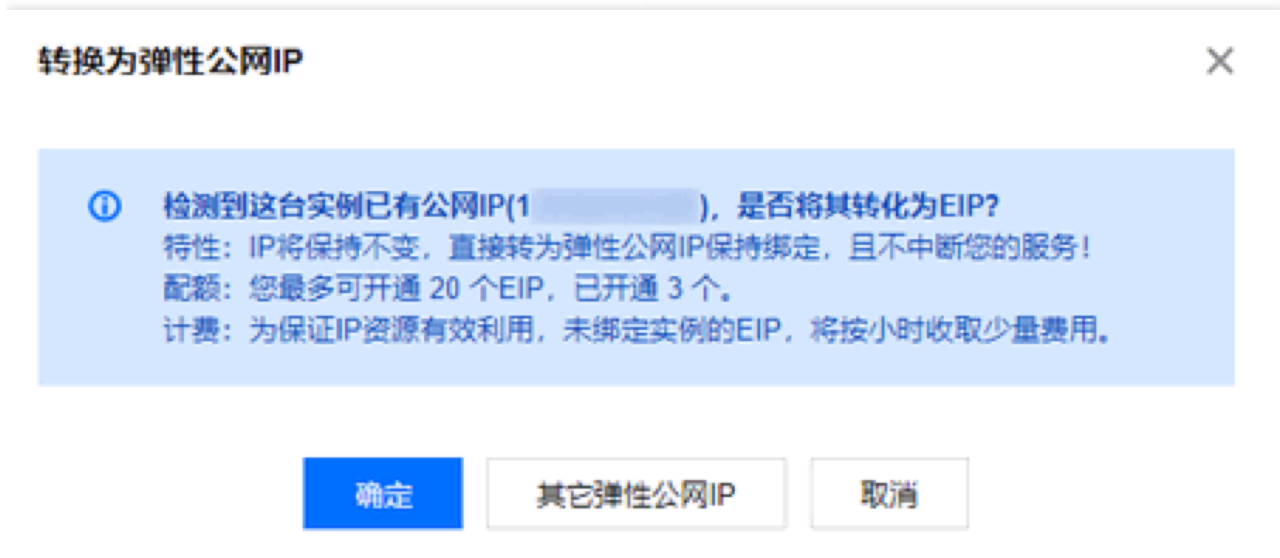 转换为弹性公网IP
检测到这台实例已有公网IP(1 ），是否将其转化为EIP?
特性：IP将保持不变，直接转为弹性公网IP保持绑定，且不中断您的服务！
配额：您最多可开通 20 个EIP，已开通 3 个。
计费：为保证IP资源有效利用，未绑定实例的EIP，将按小时收取少量费用。
确定 其它弹性公网IP 取消